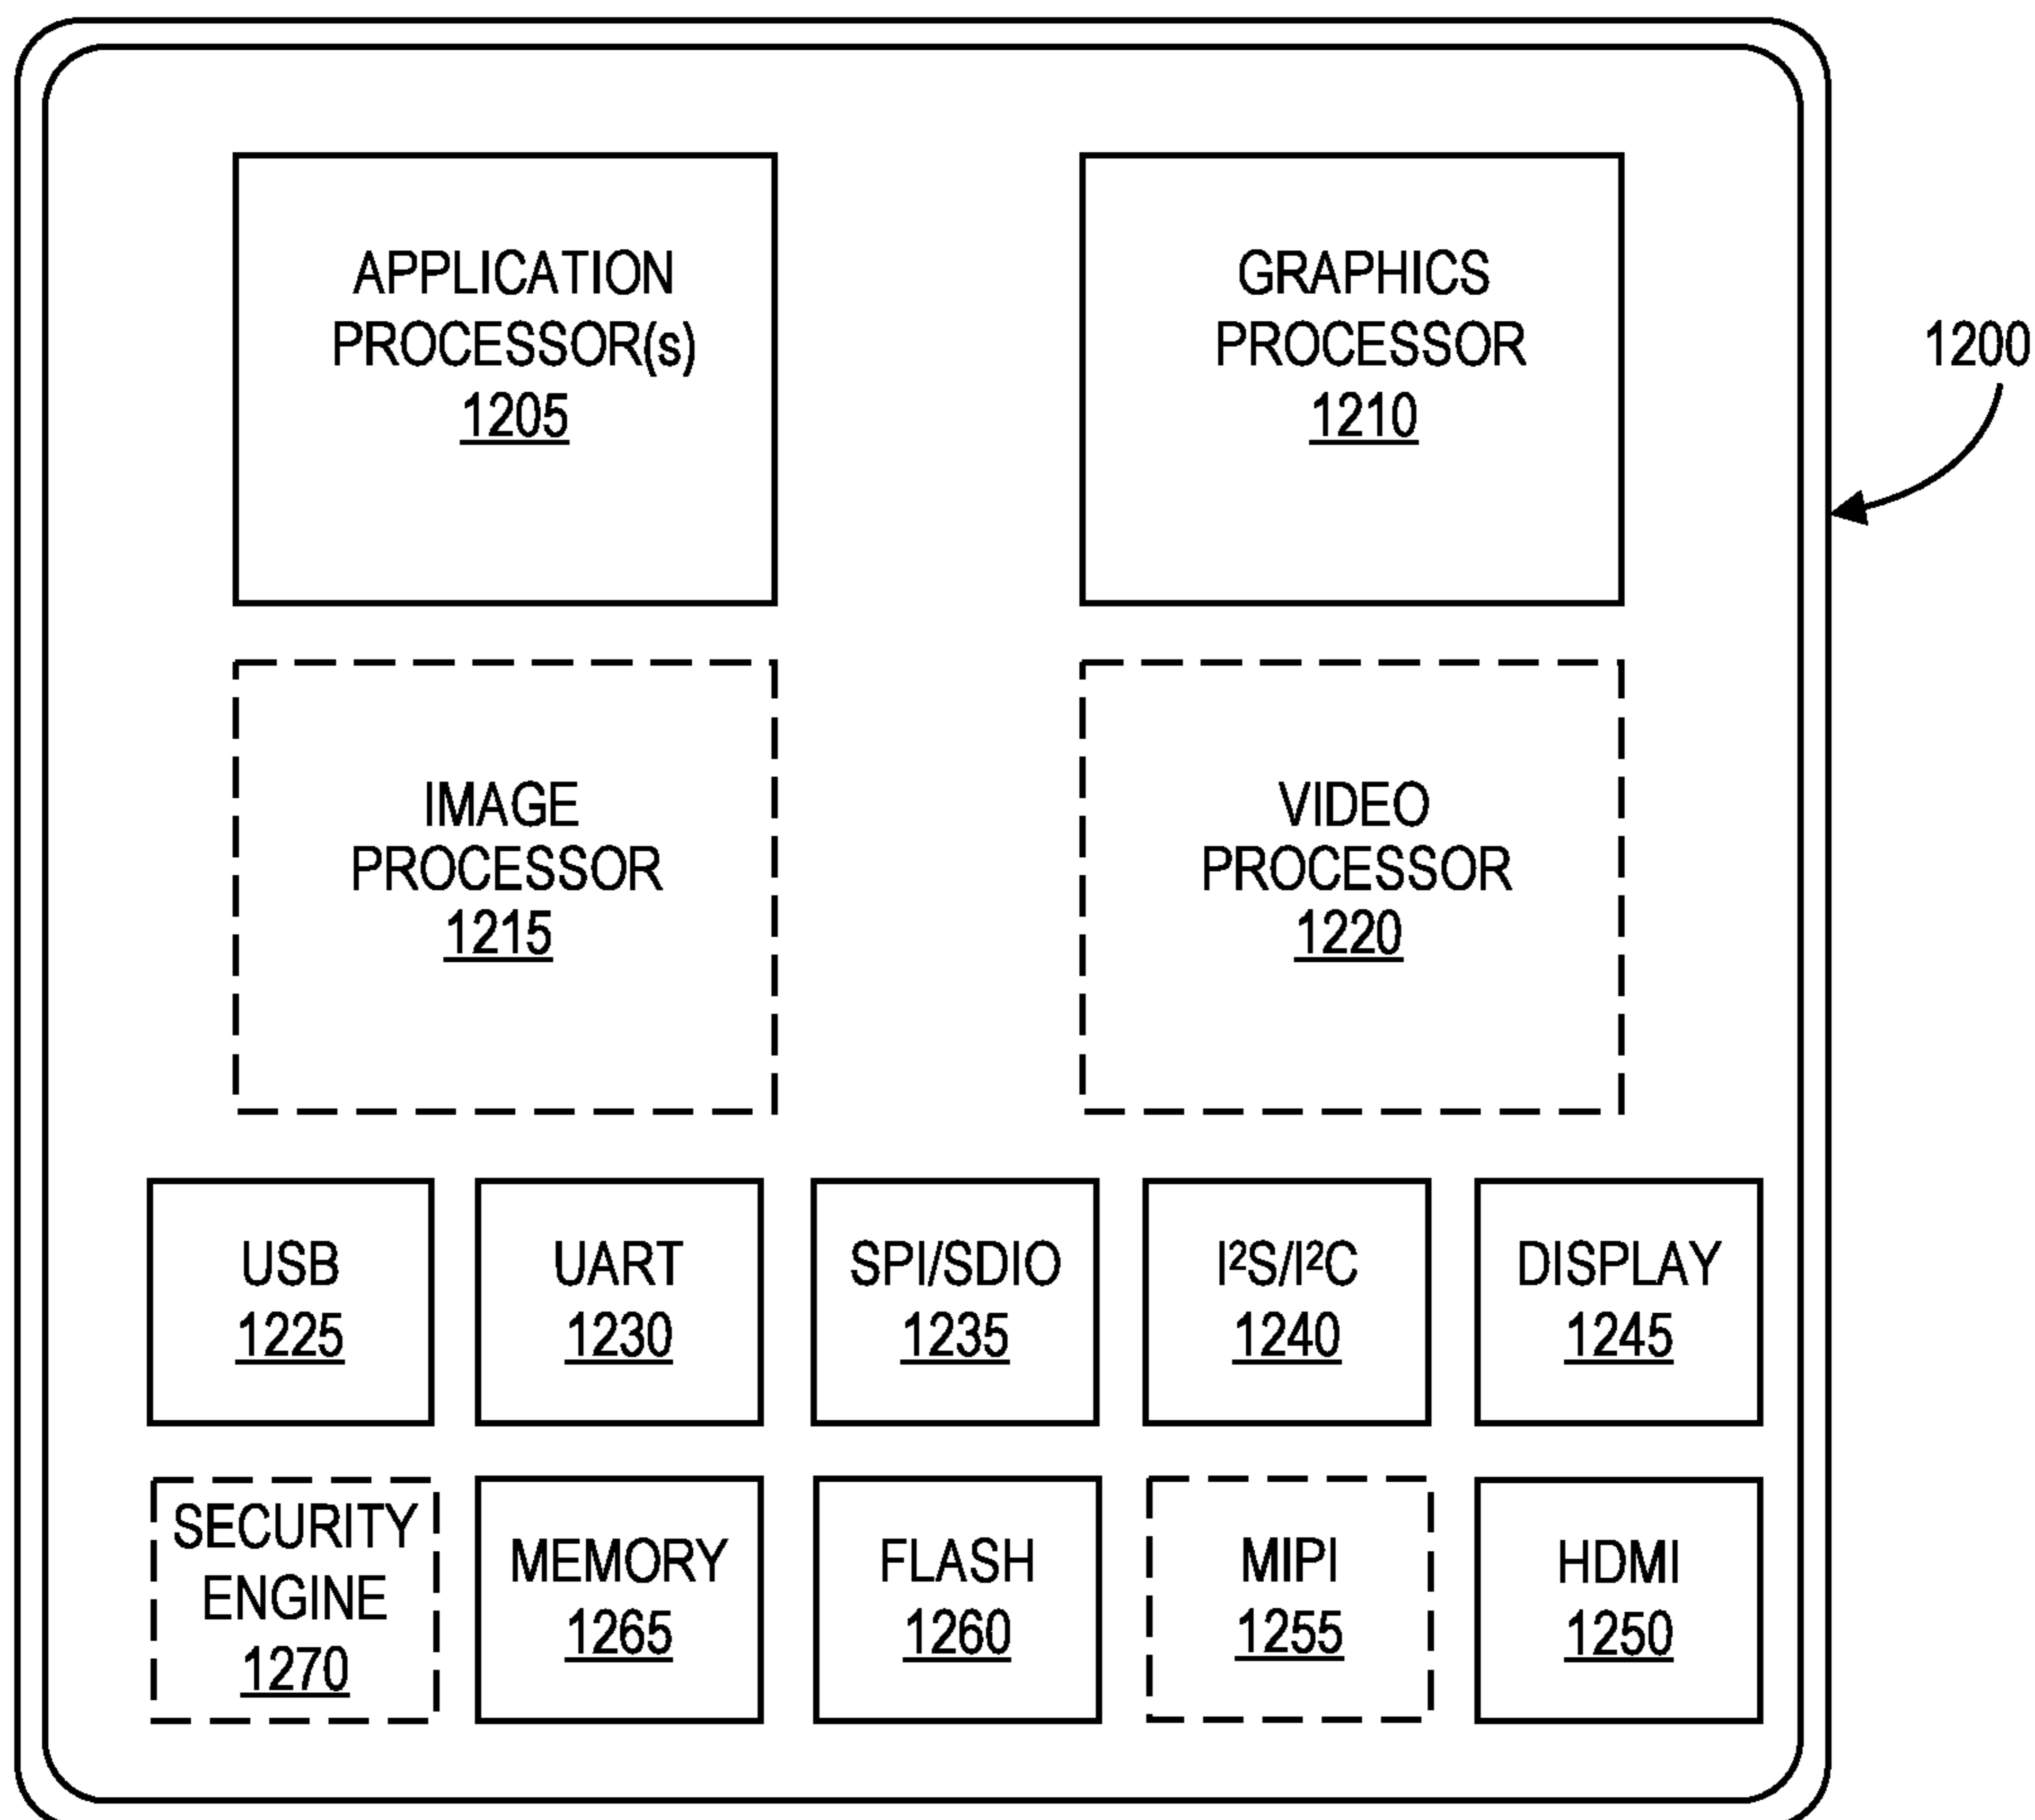 APPLICATION
PROCESSOR(s)
1205
GRAPHICS
PROCESSOR
1210
1200
IMAGE
PROCESSOR
1215
VIDEO
PROCESSOR
1220
USB
1225
UART
1230
SPI/SDIO
1235
I²S/I²C
1240
DISPLAY
1245
SECURITY
ENGINE
1270
MEMORY
1265
FLASH
1260
MIPI
1255
HDMI
1250